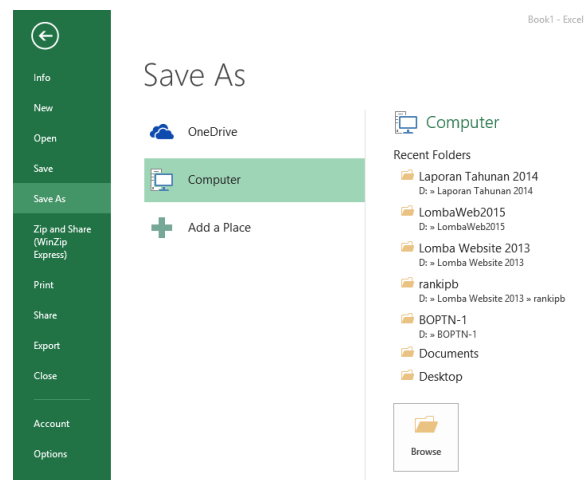 Book1 - Excel
Info
New
Open
Save
Save As
Zip and Share
(WinZip
Express)
Print
Share
Export
Close
Account
Options
Save As
OneDrive
Computer
Add a Place
Computer
Recent Folders
Laporan Tahunan 2014
D: » Laporan Tahunan 2014
LombaWeb2015
D: » LombaWeb2015
Lomba Website 2013
D: » Lomba Website 2013
rankipb
D: » Lomba Website 2013 » rankipb
BOPTN-1
D: » BOPTN-1
Documents
Desktop
Browse